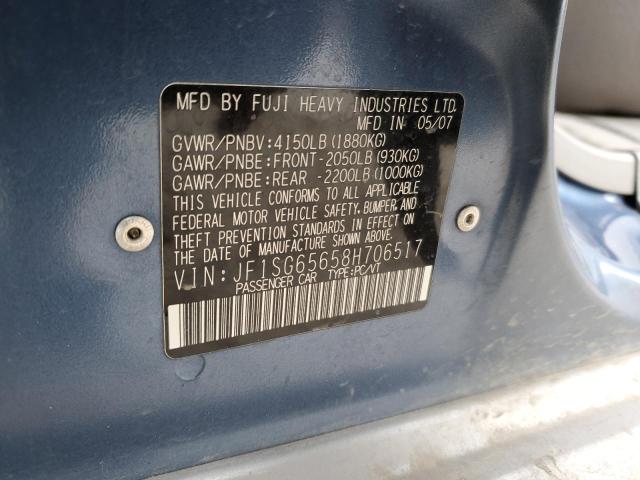 MFD BY FUJI HEAVY INDUSTRIES LTD.
MFD IN 05/07
GVWR/PNBV:4150LB(1880KG)
GAWR/PNBE:FRONT-2050LB(930KG)
GAWR/PNBE:REAR -2200LB(1000KG)
THIS VEHICLE CONFORMS TO ALL APPLICABLE
FEDERAL MOTOR VEHICLE SAFETY, BUMPER, AND
THEFT PREVENTION STANDARDS IN EFFECT ON
THE DATE OF MANUFACTURE SHOWN ABOVE.
VIN:JF1SG65658H706517
PASSENGER CAR TYPE:PC/VT